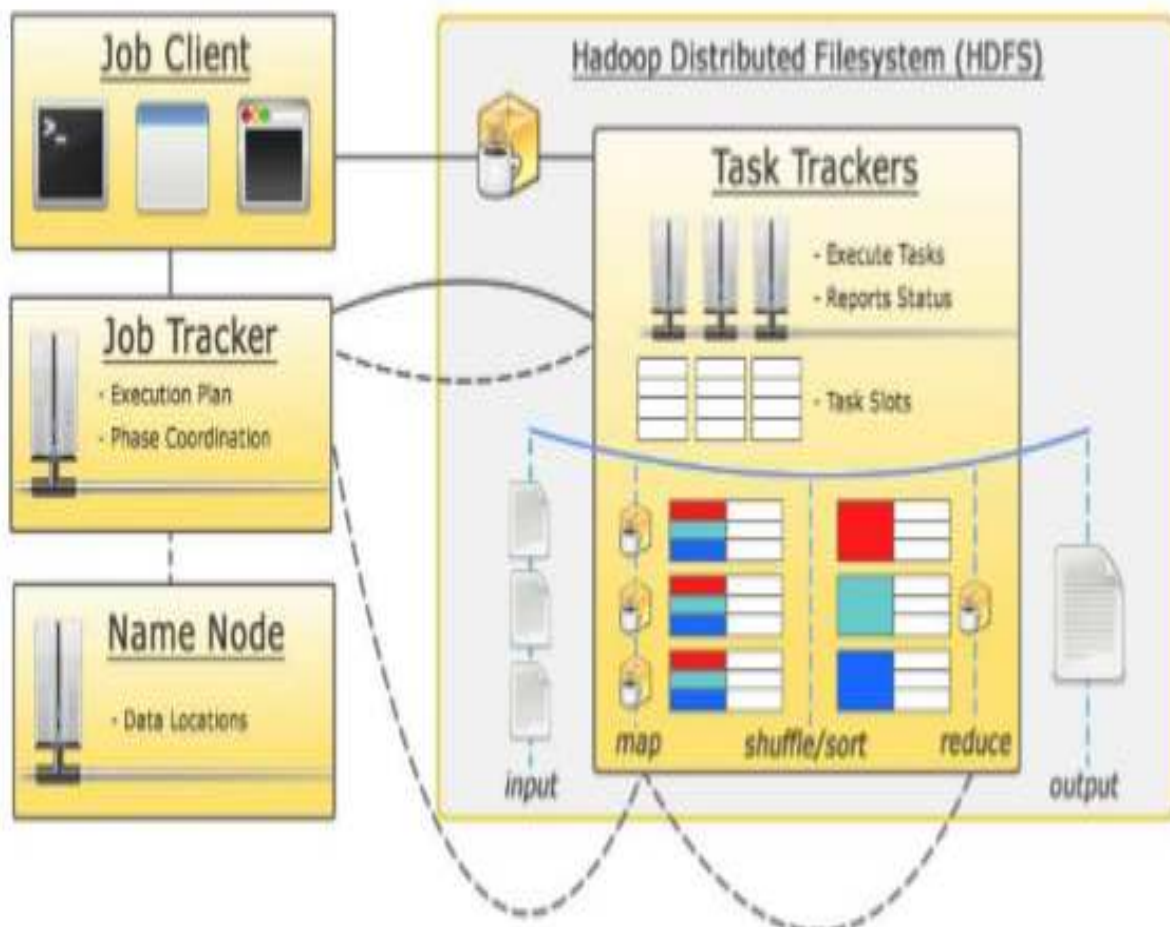 Job Client
Hadoop Distributed Filesystem (HDFS)
Task Trackers
- Execute Tasks
- Reports Status
- Task Slots
Job Tracker
- Execution Plan
- Phase Coordination
Name Node
- Data Locations
input
map
shuffle/sort
reduce
output